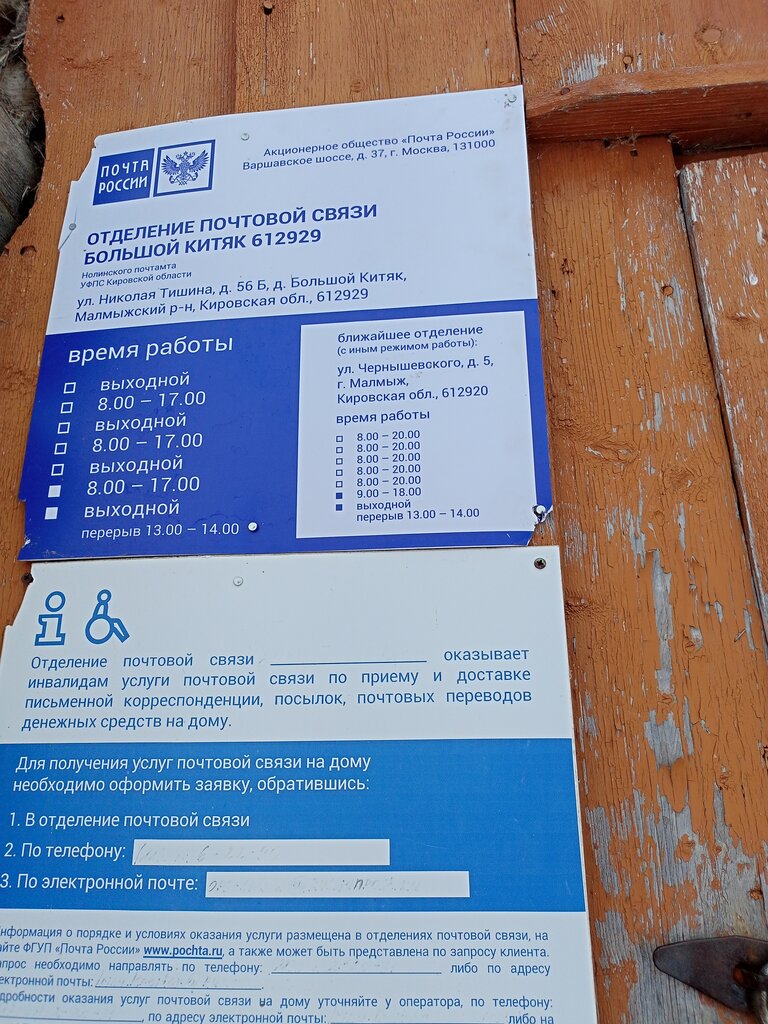 ПОЧТА
РОССИИ
Акционерное общество «Почта России»
Варшавское шоссе, д. 37, г. Москва, 131000
ОТДЕЛЕНИЕ ПОЧТОВОЙ СВЯЗИ
БОЛЬШОЙ КИТЯК 612929
Нолинского почтамта
УФПС Кировской области
ул. Николая Тишина, д. 56 Б, д. Большой Китяк,
Малмыжский р-н, Кировская обл., 612929
время работы
выходной
8.00 – 17.00
выходной
8.00 – 17.00
выходной
8.00 – 17.00
выходной
перерыв 13.00 – 14.00
ближайшее отделение
(с иным режимом работы):
ул. Чернышевского, д. 5,
г. Малмыж,
Кировская обл., 612920
время работы
8.00 – 20.00
8.00 – 20.00
8.00 – 20.00
8.00 – 20.00
8.00 – 20.00
9.00 – 18.00
выходной
перерыв 13.00 – 14.00
Отделение почтовой связи ______________ оказывает
инвалидам услуги почтовой связи по приему и доставке
письменной корреспонденции, посылок, почтовых переводов
денежных средств на дому.
Для получения услуг почтовой связи на дому
необходимо оформить заявку, обратившись:
1. В отделение почтовой связи
2. По телефону:
3. По электронной почте:
нформация о порядке и условиях оказания услуги размещена в отделениях почтовой связи, на
айте ФГУП «Почта России» www.pochta.ru, а также может быть представлена по запросу клиента.
апрос необходимо направлять по телефону: ______________ либо по адресу
ектронной почты: ______________.
дробности оказания услуг почтовой связи на дому уточняйте у оператора, по телефону:
______________, по адресу электронной почты: ______________ либо на